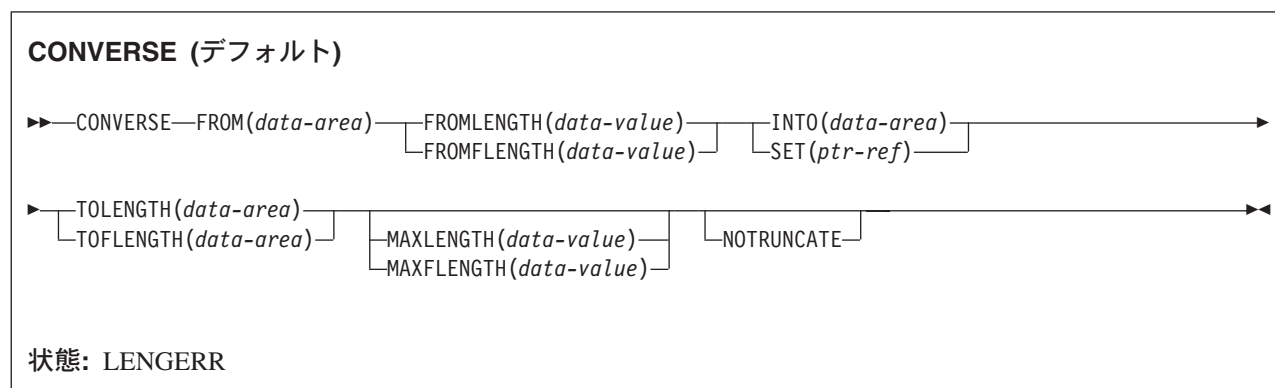 CONVERSE (デフォルト)
CONVERSE FROM(data-area) FROMLENGTH(data-value) INTO(data-area)
FROMFLENGTH(data-value) SET(ptr-ref)
TOLENGTH(data-area)
TOFLENGTH(data-area) MAXLENGTH(data-value) NOTRUNCATE
MAXFLENGTH(data-value)
状態: LENGERR